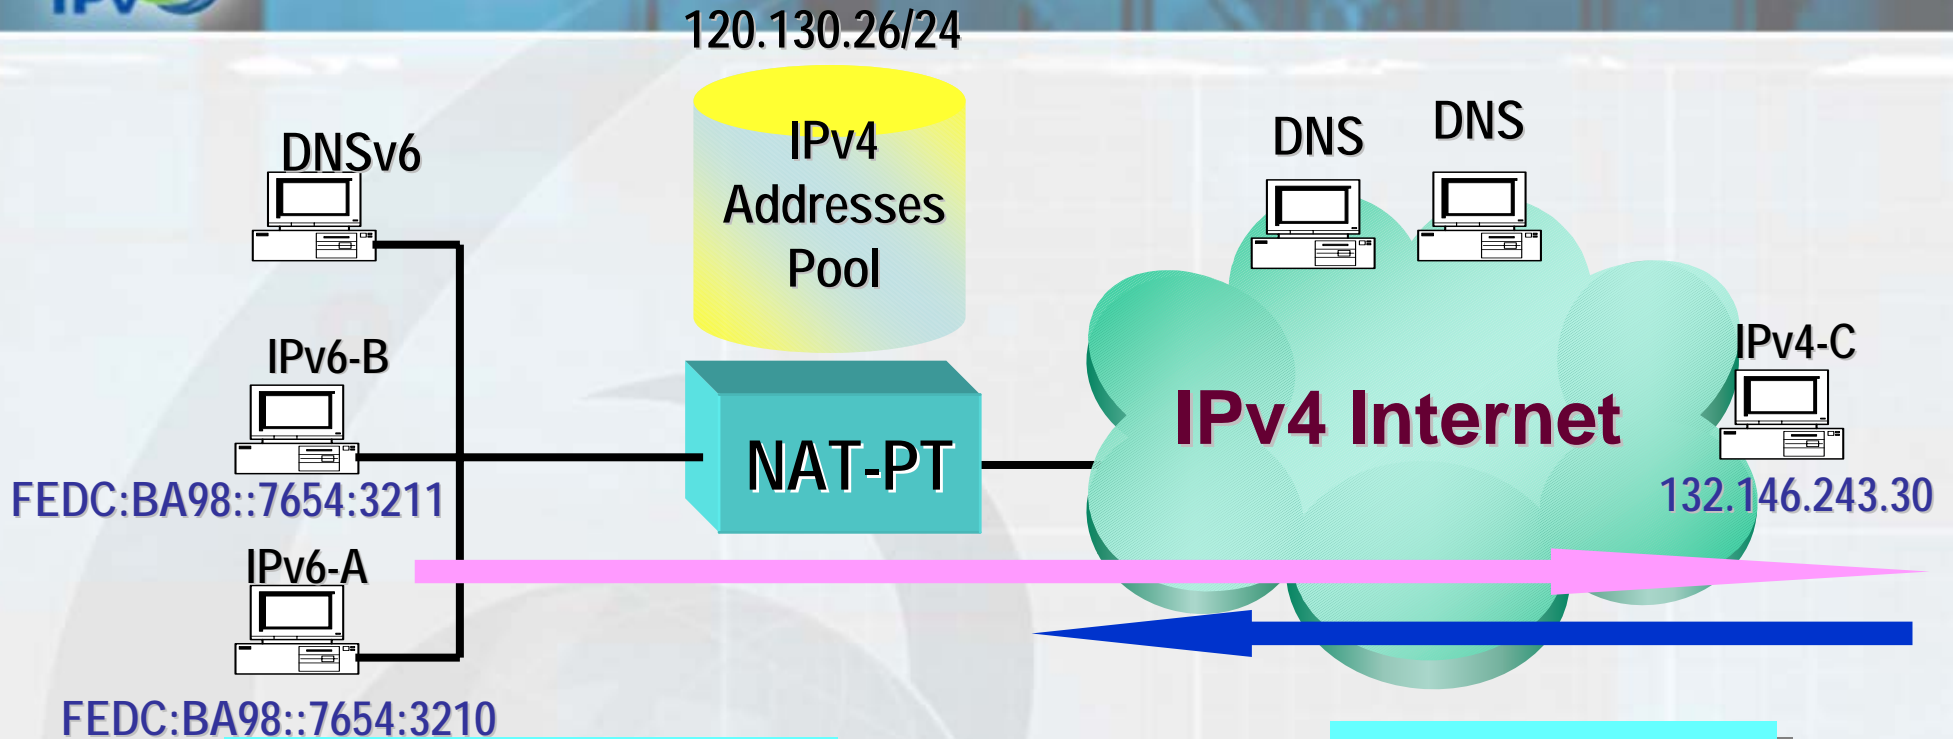 IPv6
120.130.26/24
DNSv6
IPv4
Addresses
Pool
DNS
DNS
IPv6-B
FEDC:BA98::7654:3211
NAT-PT
IPv4 Internet
IPv4-C
132.146.243.30
IPv6-A
FEDC:BA98::7654:3210